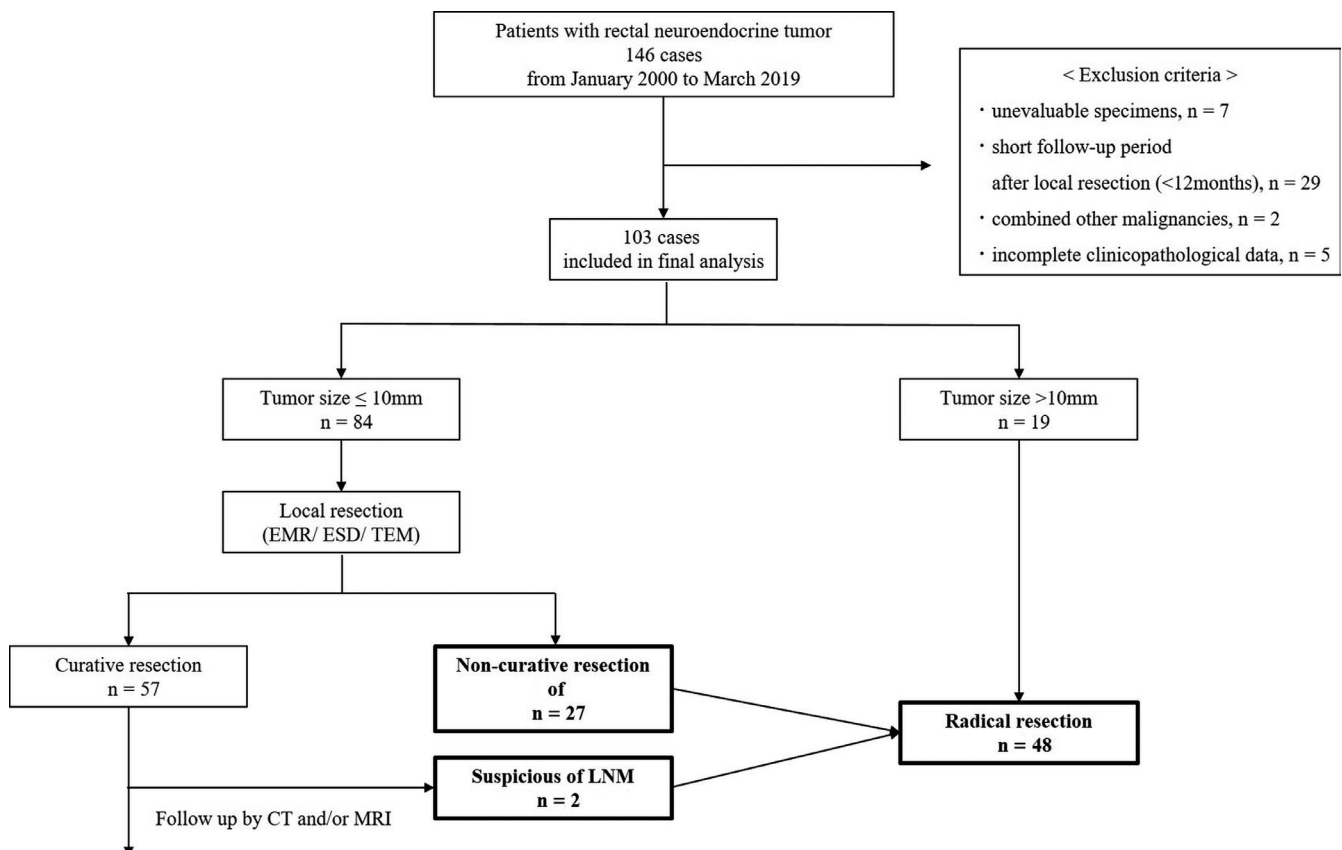 Patients with rectal neuroendocrine tumor
146 cases
from January 2000 to March 2019
< Exclusion criteria >
・unevaluable specimens, n = 7
・short follow-up period
after local resection (<12months), n = 29
・combined other malignancies, n = 2
・incomplete clinicopathological data, n = 5
103 cases
included in final analysis
Tumor size ≤ 10mm
n = 84
Tumor size >10mm
n = 19
Local resection
(EMR/ ESD/ TEM)
Curative resection
n = 57
Non-curative resection
of
n = 27
Radical resection
n = 48
Suspicious of LNM
n = 2
Follow up by CT and/or MRI